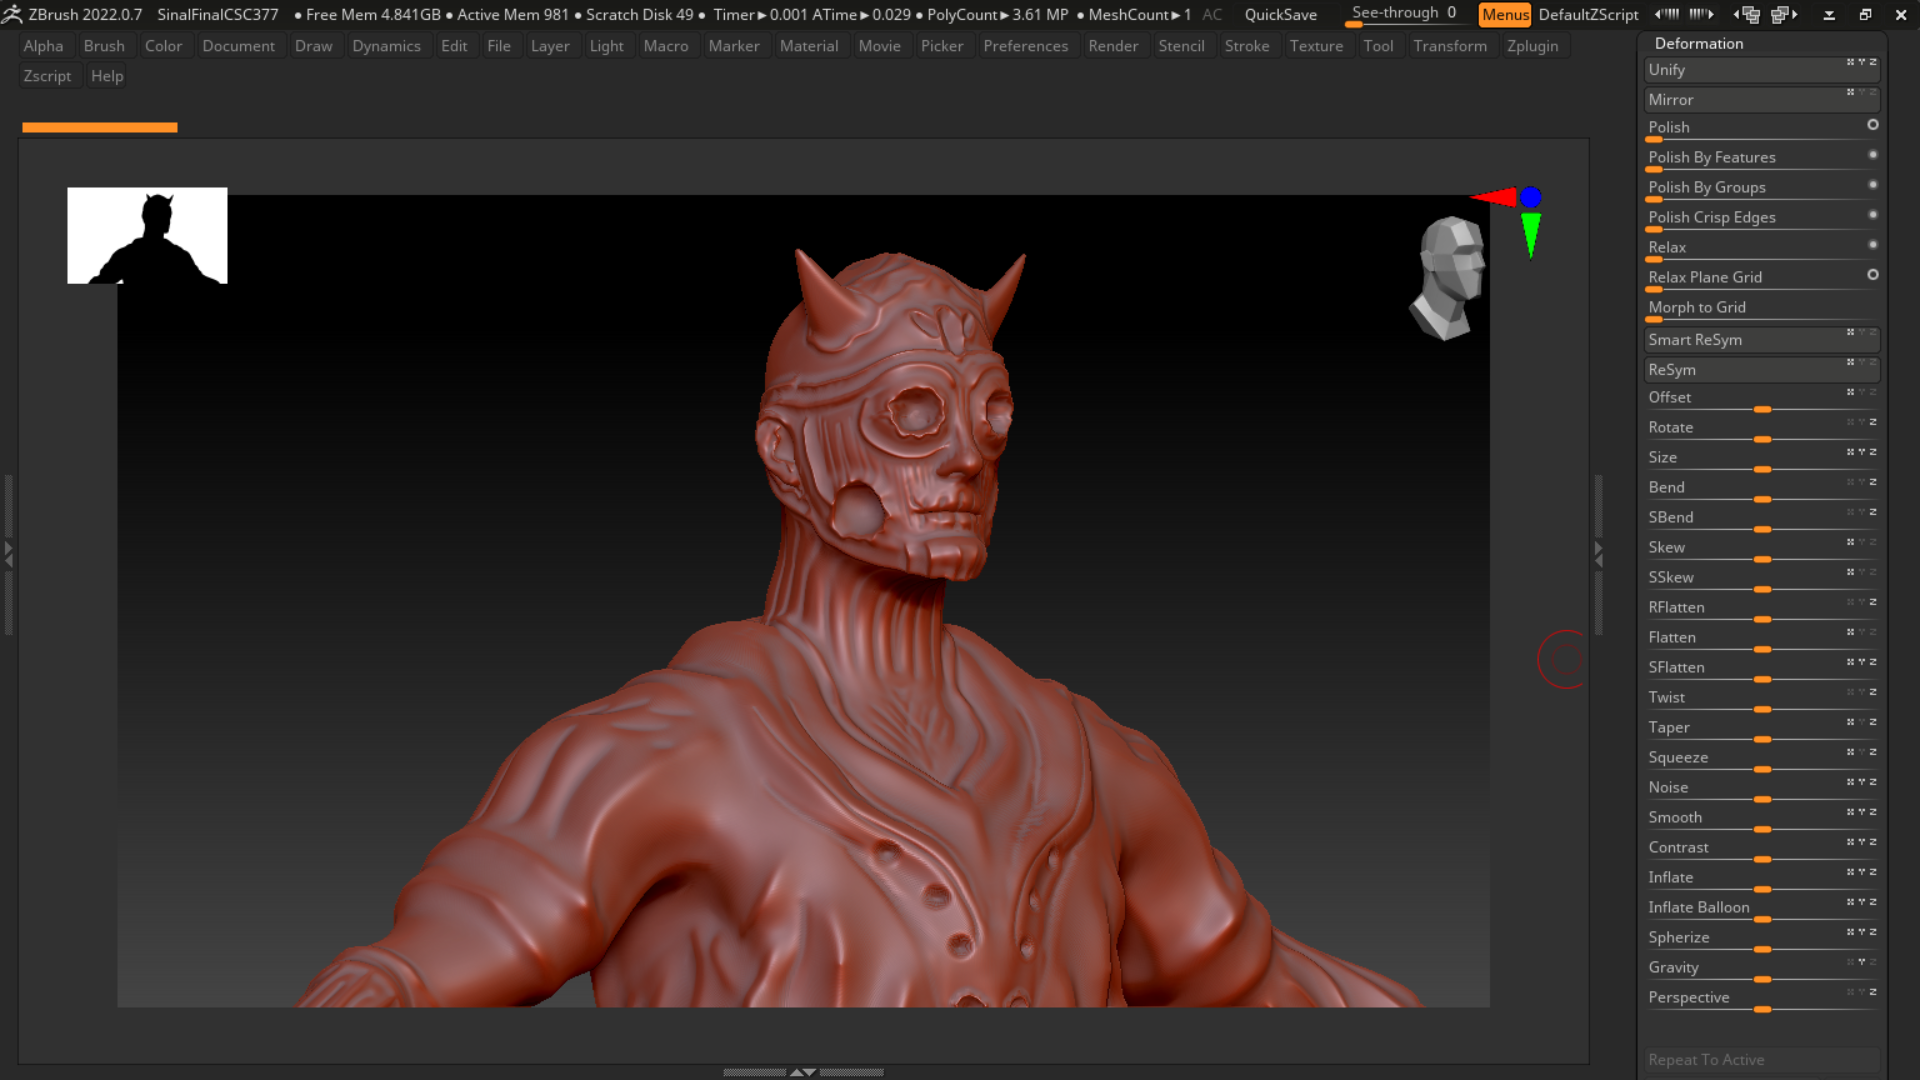 ZBrush 2022.0.7 SinalFinalCSC377 ● Free Mem 4.841GB ● Active Mem 981 ● Scratch Disk 49 ● Timer►0.001 ATime►0.029 ● PolyCount►3.61 MP ● MeshCount►1 AC QuickSave See-through 0 Menus DefaultZScript
Alpha Brush Color Document Draw Dynamics Edit File Layer Light Macro Marker Material Movie Picker Preferences Render Stencil Stroke Texture Tool Transform Zplugin
Zscript Help
Deformation
Unify X Y Z
Mirror X Y Z
Polish
Polish By Features
Polish By Groups
Polish Crisp Edges
Relax
Relax Plane Grid
Morph to Grid
Smart ReSym X Y Z
ReSym X Y Z
Offset X Y Z
Rotate X Y Z
Size X Y Z
Bend X Y Z
SBend X Y Z
Skew X Y Z
SSkew X Y Z
RFlatten X Y Z
Flatten X Y Z
SFlatten X Y Z
Twist X Y Z
Taper X Y Z
Squeeze X Y Z
Noise X Y Z
Smooth X Y Z
Contrast X Y Z
Inflate X Y Z
Inflate Balloon X Y Z
Spherize X Y Z
Gravity X Y Z
Perspective X Y Z
Repeat To Active